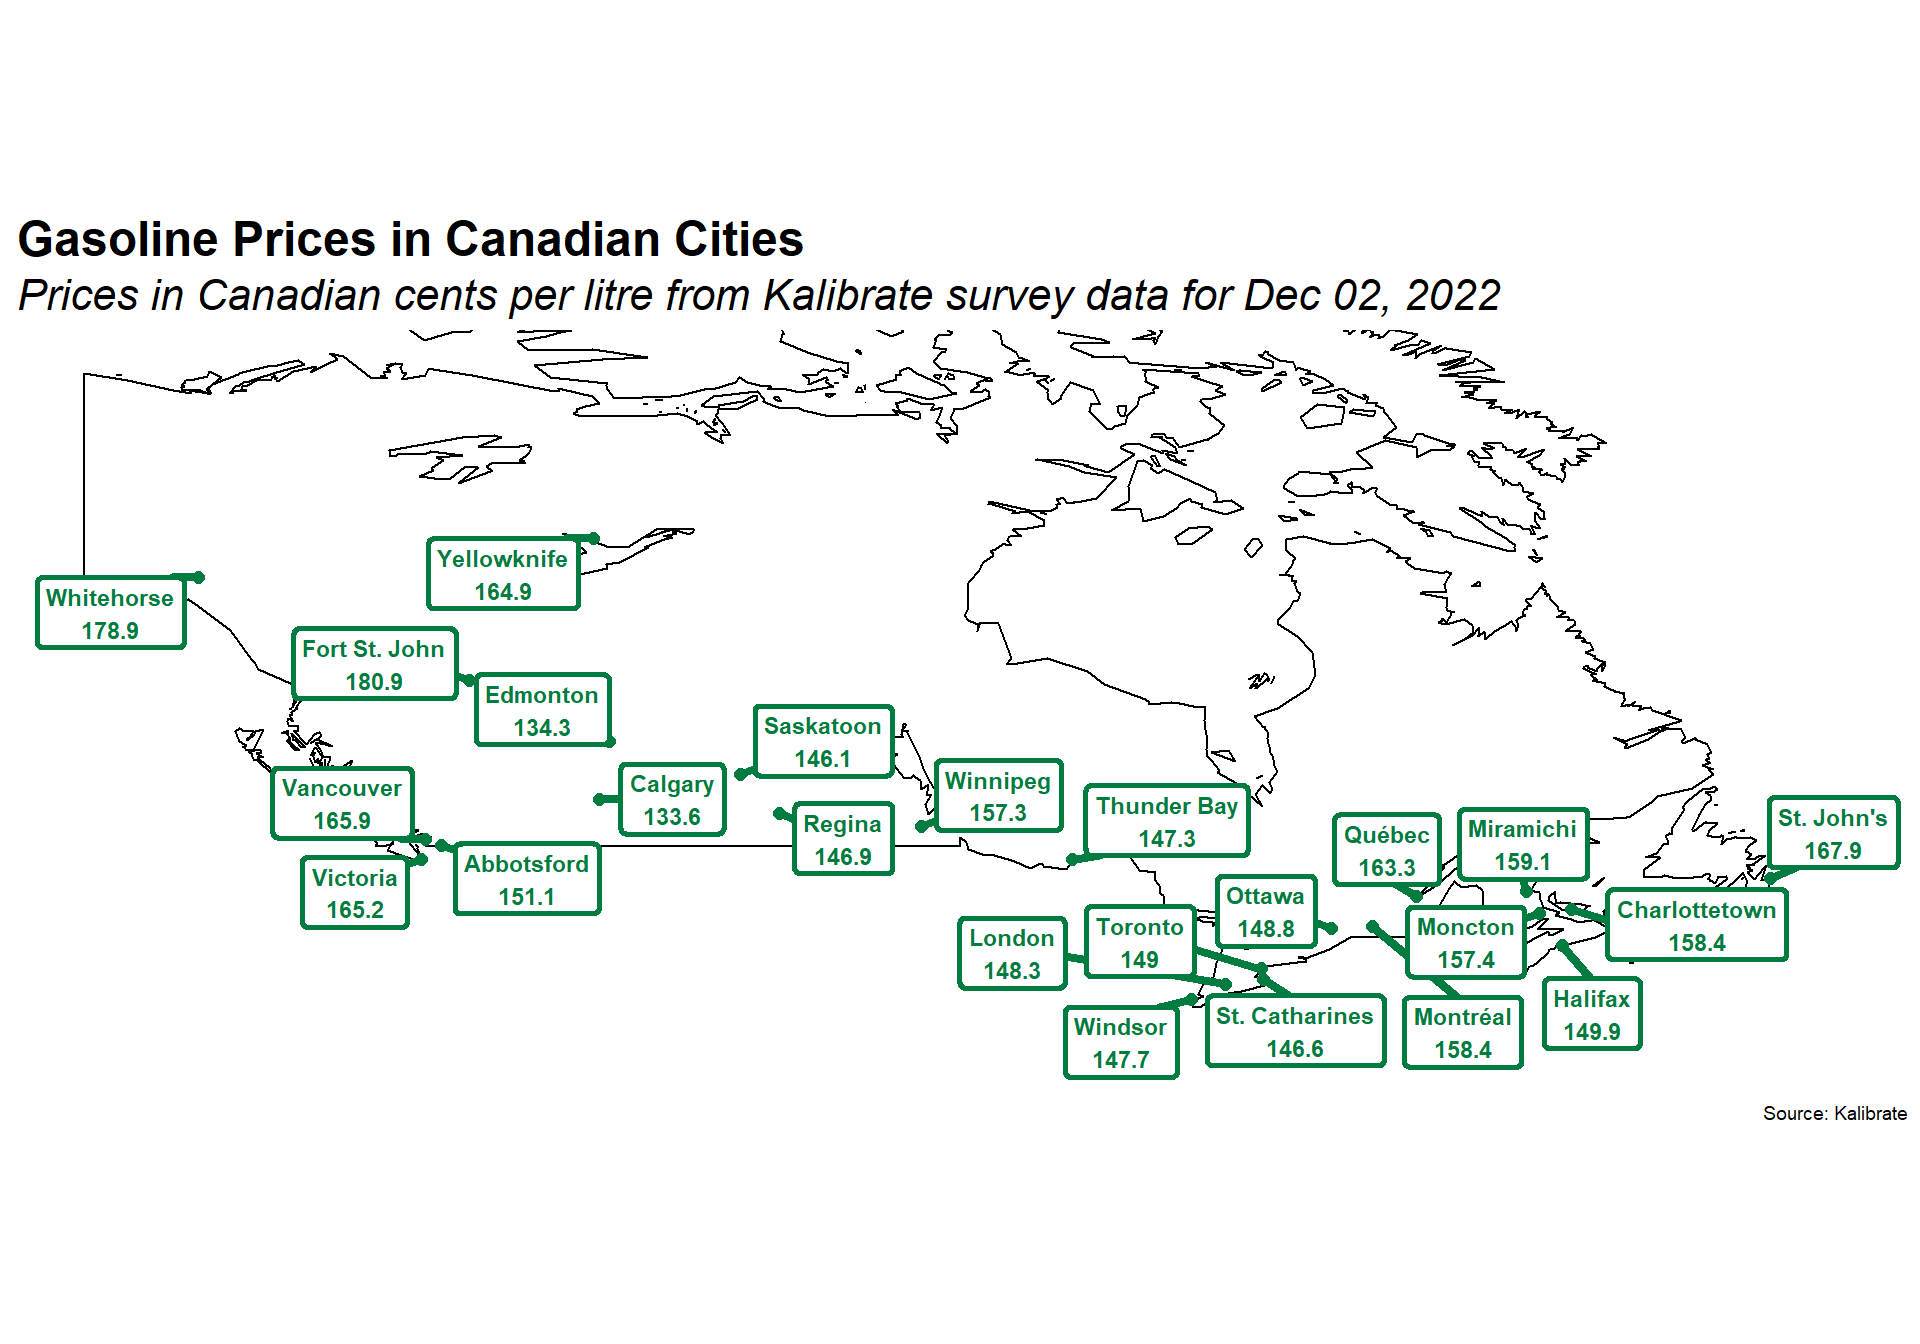 Gasoline Prices in Canadian Cities
Prices in Canadian cents per litre from Kalibrate survey data for Dec 02, 2022
Yellowknife
164.9
Whitehorse
178.9
Fort St. John
180.9
Edmonton
134.3
Saskatoon
146.1
Calgary
133.6
Winnipeg
157.3
Vancouver
165.9
Regina
146.9
Thunder Bay
147.3
Québec
163.3
Miramichi
159.1
St. John's
167.9
Victoria
165.2
Abbotsford
151.1
Ottawa
148.8
Charlottetown
158.4
London
148.3
Toronto
149
Moncton
157.4
Windsor
147.7
St. Catharines
146.6
Montréal
158.4
Halifax
149.9
Source: Kalibrate